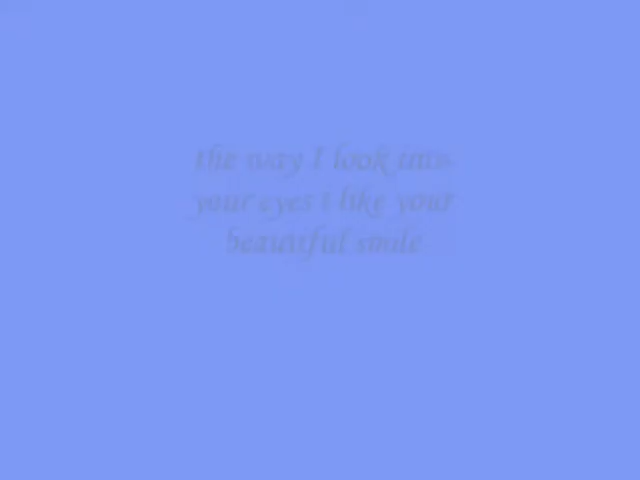 the way I look into
your eyes i like your
beautiful smile